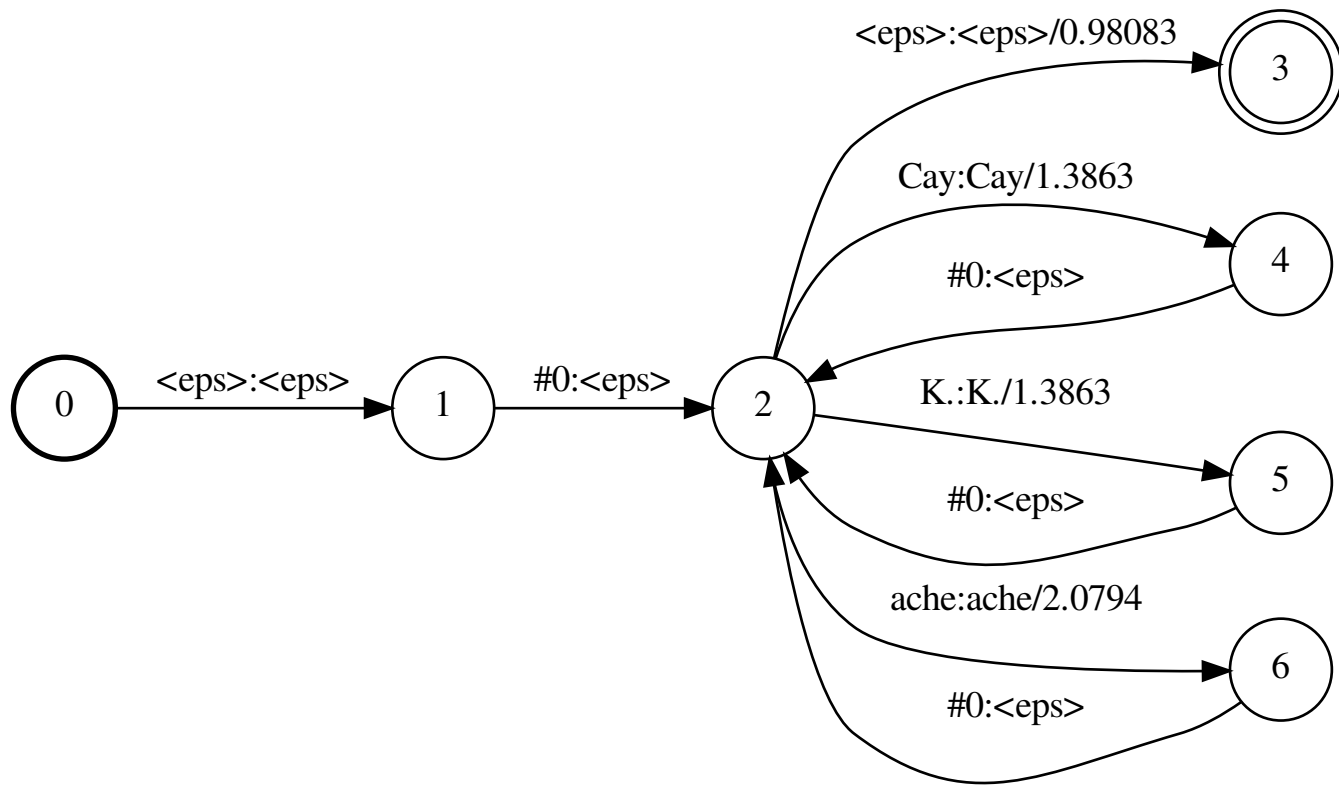 <eps>:<eps>/0.98083
3
Cay:Cay/1.3863
4
#0:<eps>
0
<eps>:<eps>
1
#0:<eps>
2
K.:K./1.3863
5
#0:<eps>
ache:ache/2.0794
6
#0:<eps>